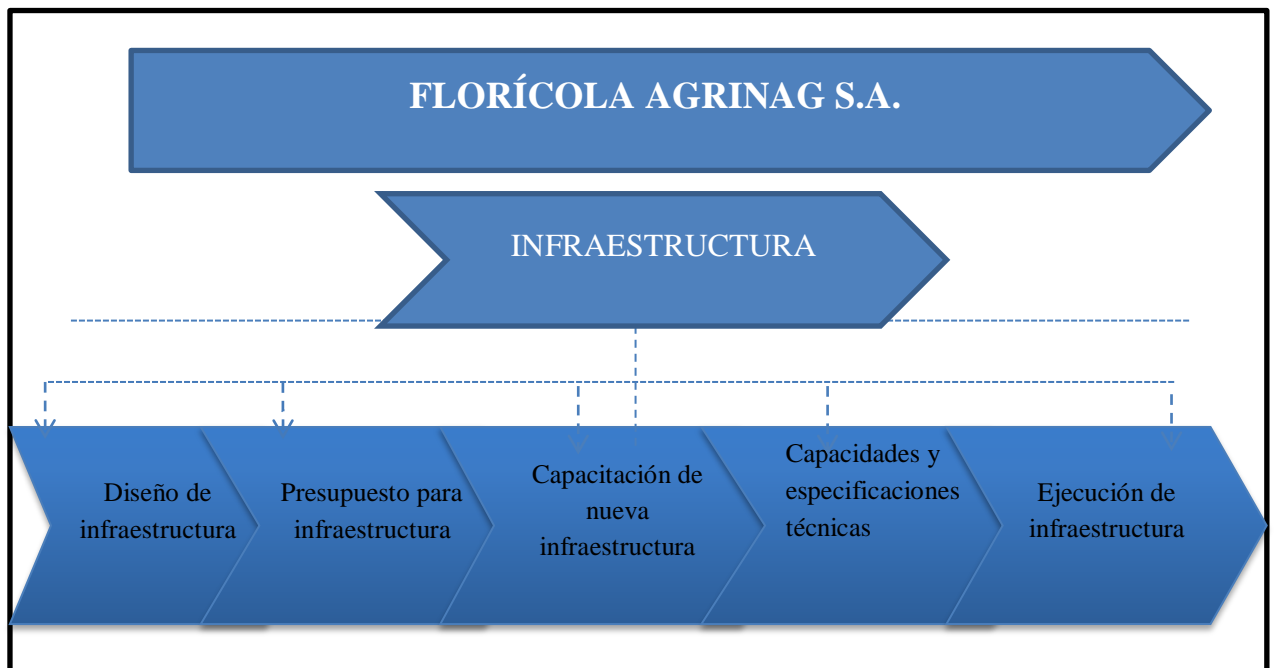 FLORÍCOLA AGRINAG S.A.
INFRAESTRUCTURA
Diseño de
infraestructura
Presupuesto para
infraestructura
Capacitación de
nueva
infraestructura
Capacidades y
especificaciones
técnicas
Ejecución de
infraestructura